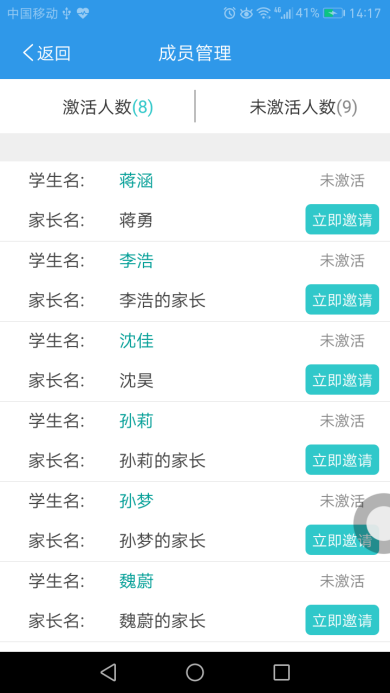 中国移动 46 41% 14:17
返回 成员管理
激活人数(8) 未激活人数(9)
学生名: 蒋涵 未激活
家长名: 蒋勇 立即邀请
学生名: 李浩 未激活
家长名: 李浩的家长 立即邀请
学生名: 沈佳 未激活
家长名: 沈昊 立即邀请
学生名: 孙莉 未激活
家长名: 孙莉的家长 立即邀请
学生名: 孙梦 未激活
家长名: 孙梦的家长 立即邀请
学生名: 魏蔚 未激活
家长名: 魏蔚的家长 立即邀请